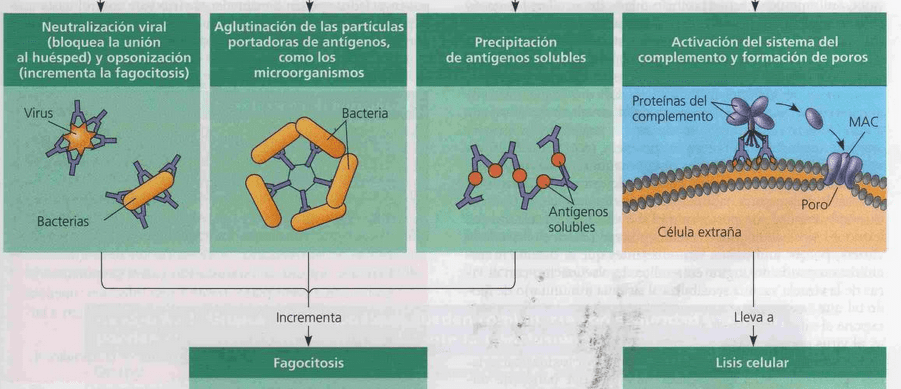 Neutralización viral
(bloquea la unión
al huésped) y opsonización
(incrementa la fagocitosis)
Aglutinación de las partículas
portadoras de antígenos,
como los
microorganismos
Precipitación
de antígenos solubles
Activación del sistema del
complemento y formación de poros
Virus
Bacterias
Bacteria
Antígenos
solubles
Proteínas del
complemento
MAC
Poro
Célula extraña
Incrementa
Lleva a
Fagocitosis
Lisis celular